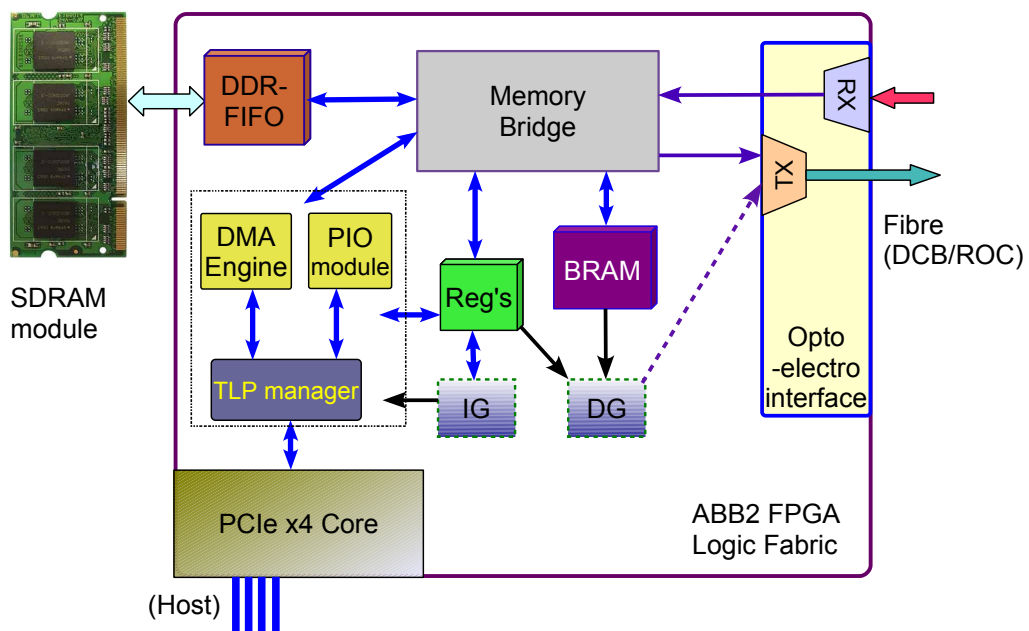 DDR-
FIFO
Memory
Bridge
RX
TX
Fibre
(DCB/ROC)
DMA
Engine
PIO
module
BRAM
Reg's
SDRAM
module
Opto
-electro
interface
TLP manager
IG
DG
PCIe x4 Core
ABB2 FPGA
Logic Fabric
(Host)